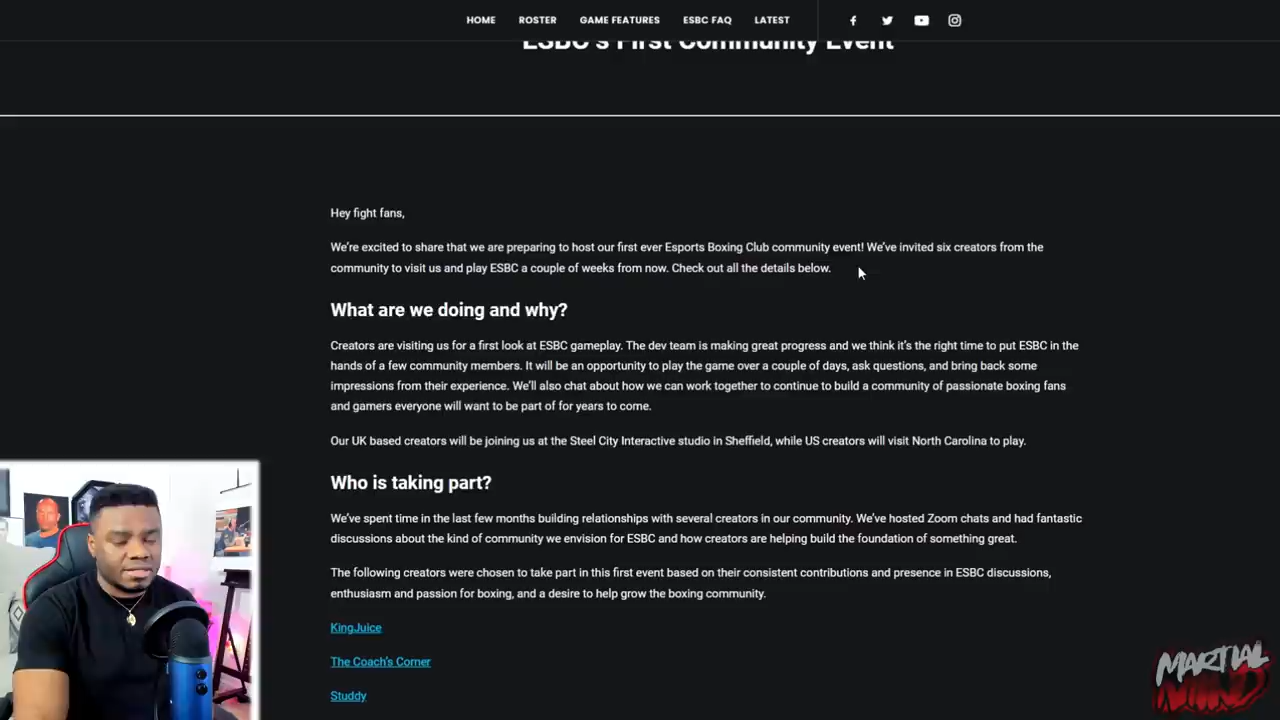 HOME ROSTER GAME FEATURES ESBC FAQ LATEST
ESBC's First Community Event
Hey fight fans,
We're excited to share that we are preparing to host our first ever Esports Boxing Club community event! We've invited six creators from the
community to visit us and play ESBC a couple of weeks from now. Check out all the details below.
What are we doing and why?
Creators are visiting us for a first look at ESBC gameplay. The dev team is making great progress and we think it's the right time to put ESBC in the
hands of a few community members. It will be an opportunity to play the game over a couple of days, ask questions, and bring back some
impressions from their experience. We'll also chat about how we can work together to continue to build a community of passionate boxing fans
and gamers everyone will want to be part of for years to come.
Our UK based creators will be joining us at the Steel City Interactive studio in Sheffield, while US creators will visit North Carolina to play.
Who is taking part?
We've spent time in the last few months building relationships with several creators in our community. We've hosted Zoom chats and had fantastic
discussions about the kind of community we envision for ESBC and how creators are helping build the foundation of something great.
The following creators were chosen to take part in this first event based on their consistent contributions and presence in ESBC discussions,
enthusiasm and passion for boxing, and a desire to help grow the boxing community.
KingJuice
The Coach's Corner
Studdy
MARTIAL
MIND